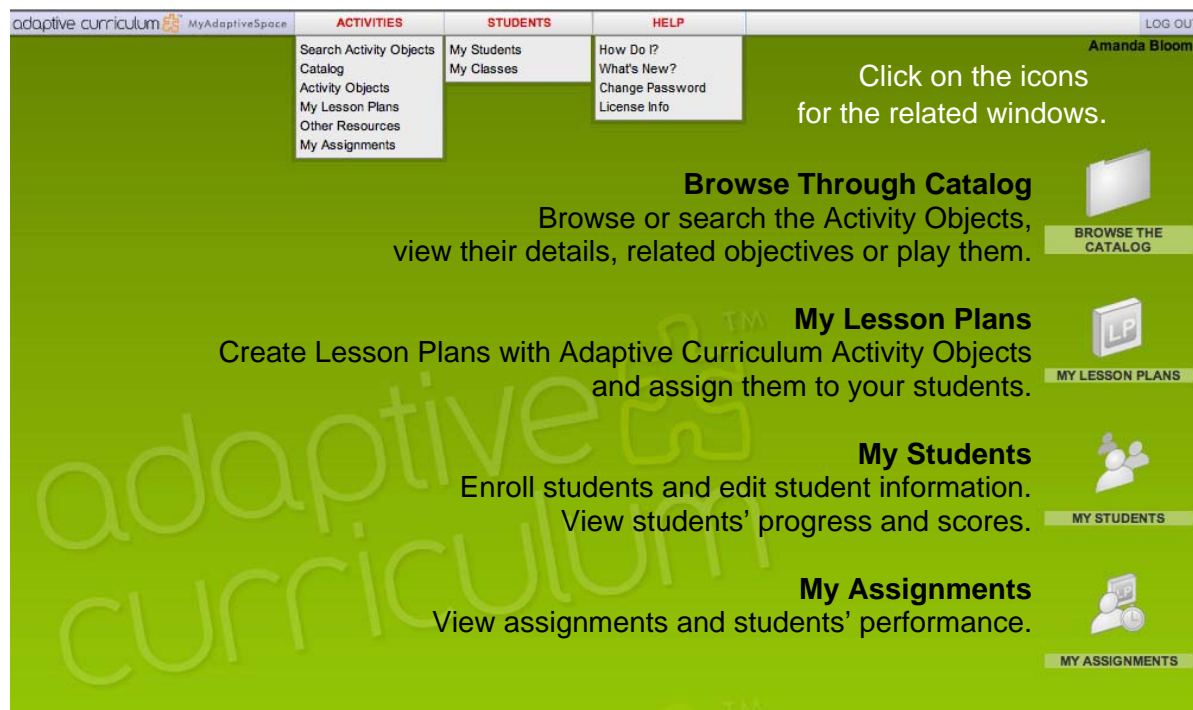 adaptive curriculum MyAdaptiveSpace ACTIVITIES STUDENTS HELP LOG OU
Amanda Bloom
Search Activity Objects
Catalog
Activity Objects
My Lesson Plans
Other Resources
My Assignments
My Students
My Classes
How Do I?
What's New?
Change Password
License Info
Click on the icons
for the related windows.
Browse Through Catalog
Browse or search the Activity Objects,
view their details, related objectives or play them.
BROWSE THE
CATALOG
My Lesson Plans
Create Lesson Plans with Adaptive Curriculum Activity Objects
and assign them to your students.
LP
MY LESSON PLANS
My Students
Enroll students and edit student information.
View students’ progress and scores.
MY STUDENTS
My Assignments
View assignments and students’ performance.
LP
MY ASSIGNMENTS
adaptive TM
curriculum
TM